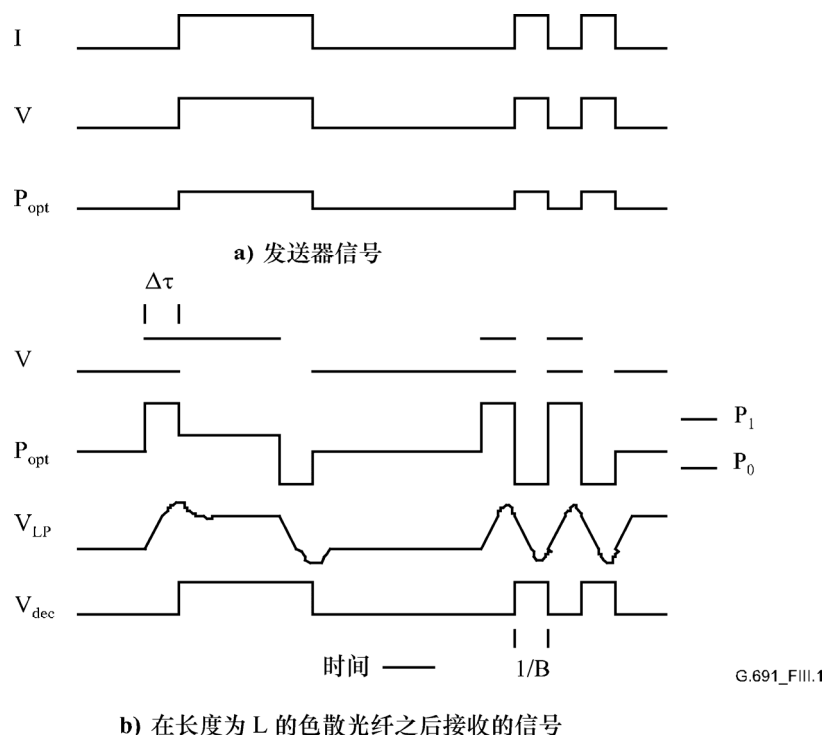 I
V
P_opt
a) 发送器信号
Δτ
V
P_opt
P_1
P_0
V_LP
V_dec
时间
1/B
G.691_FIII.1
b) 在长度为 L 的色散光纤之后接收的信号